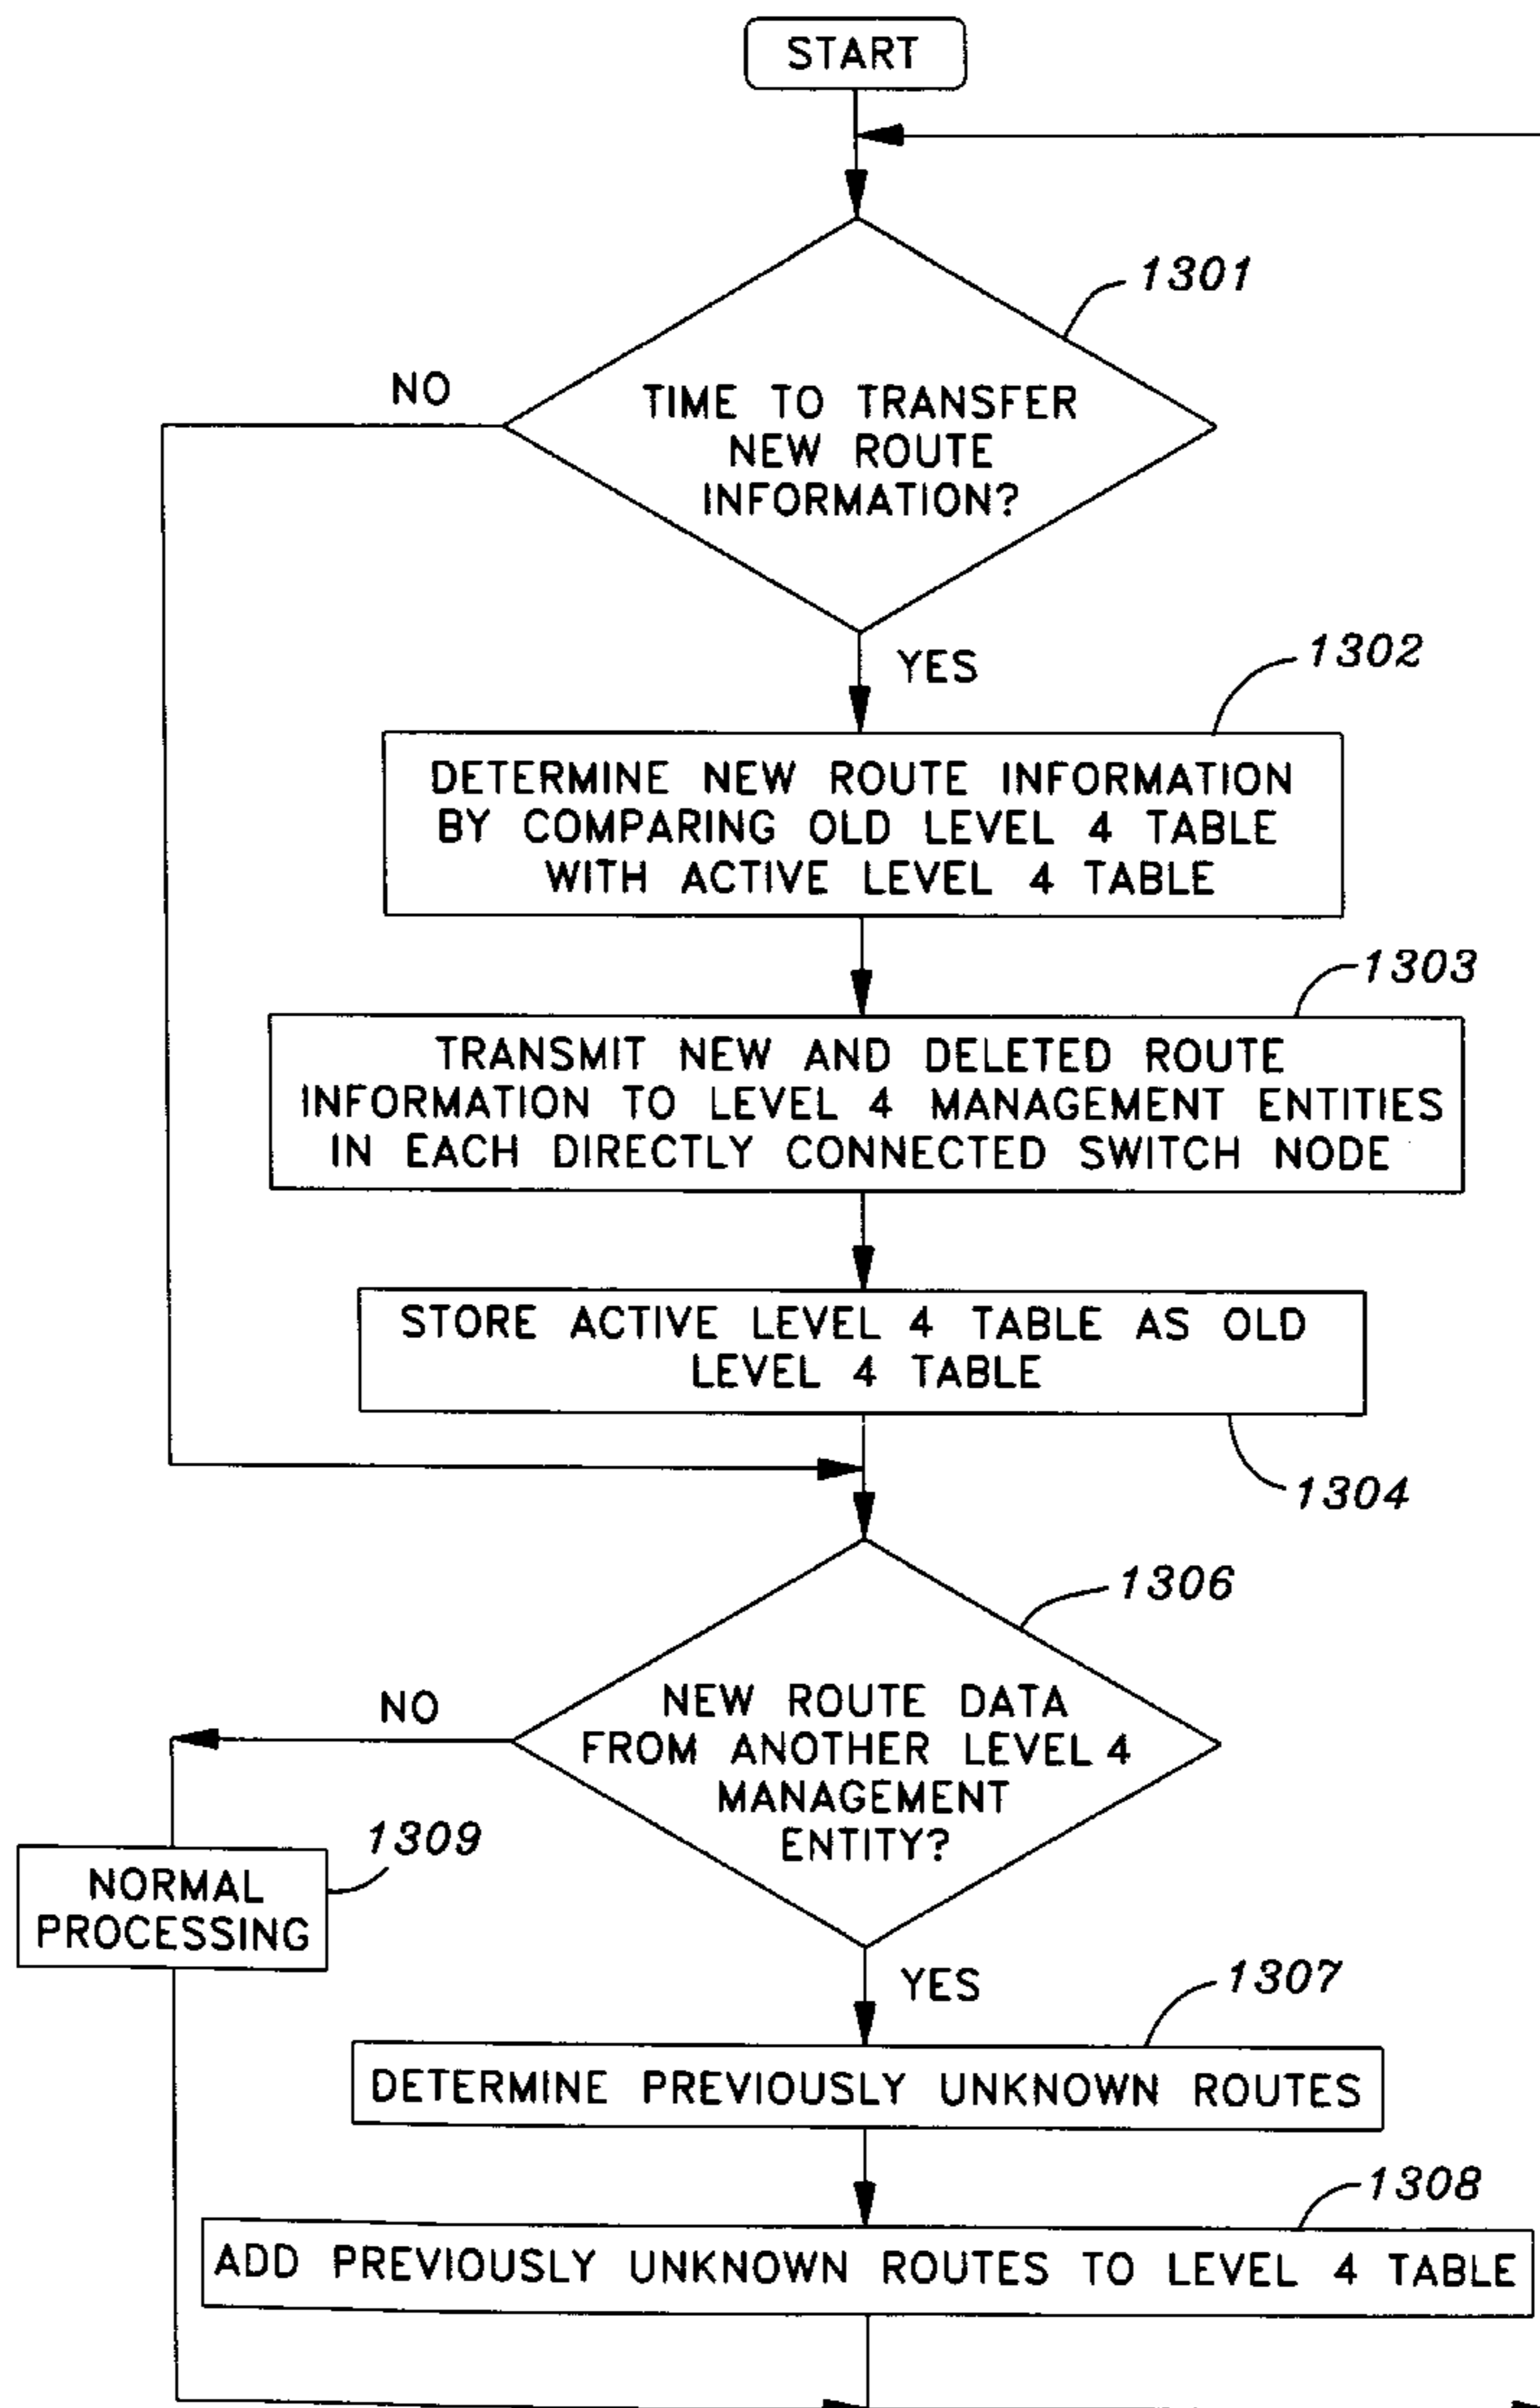 START
1301
NO
TIME TO TRANSFER
NEW ROUTE
INFORMATION?
YES
1302
DETERMINE NEW ROUTE INFORMATION
BY COMPARING OLD LEVEL 4 TABLE
WITH ACTIVE LEVEL 4 TABLE
1303
TRANSMIT NEW AND DELETED ROUTE
INFORMATION TO LEVEL 4 MANAGEMENT ENTITIES
IN EACH DIRECTLY CONNECTED SWITCH NODE
STORE ACTIVE LEVEL 4 TABLE AS OLD
LEVEL 4 TABLE
1304
1306
NO
NEW ROUTE DATA
FROM ANOTHER LEVEL 4
MANAGEMENT
ENTITY?
1309
NORMAL
PROCESSING
YES
1307
DETERMINE PREVIOUSLY UNKNOWN ROUTES
1308
ADD PREVIOUSLY UNKNOWN ROUTES TO LEVEL 4 TABLE